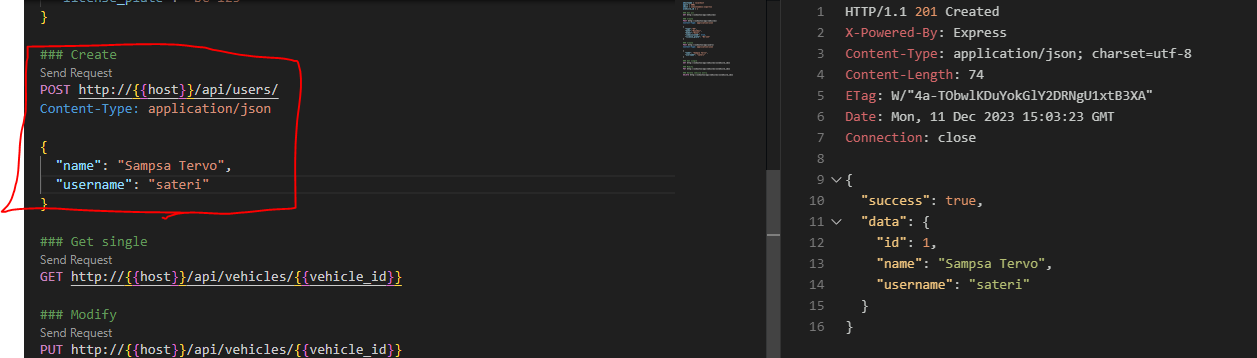 "license_plate": "BC-123"
}
### Create
Send Request
POST http://{{host}}/api/users/
Content-Type: application/json
{
"name": "Sampsa Tervo",
"username": "sateri"
}
### Get single
Send Request
GET http://{{host}}/api/vehicles/{{vehicle_id}}
### Modify
Send Request
PUT http://{{host}}/api/vehicles/{{vehicle_id}}
1 HTTP/1.1 201 Created
2 X-Powered-By: Express
3 Content-Type: application/json; charset=utf-8
4 Content-Length: 74
5 ETag: W/"4a-TObwlKDuYokGlY2DRNgU1xtB3XA"
6 Date: Mon, 11 Dec 2023 15:03:23 GMT
7 Connection: close
8
9 {
10 "success": true,
11 "data": {
12 "id": 1,
13 "name": "Sampsa Tervo",
14 "username": "sateri"
15 }
16 }